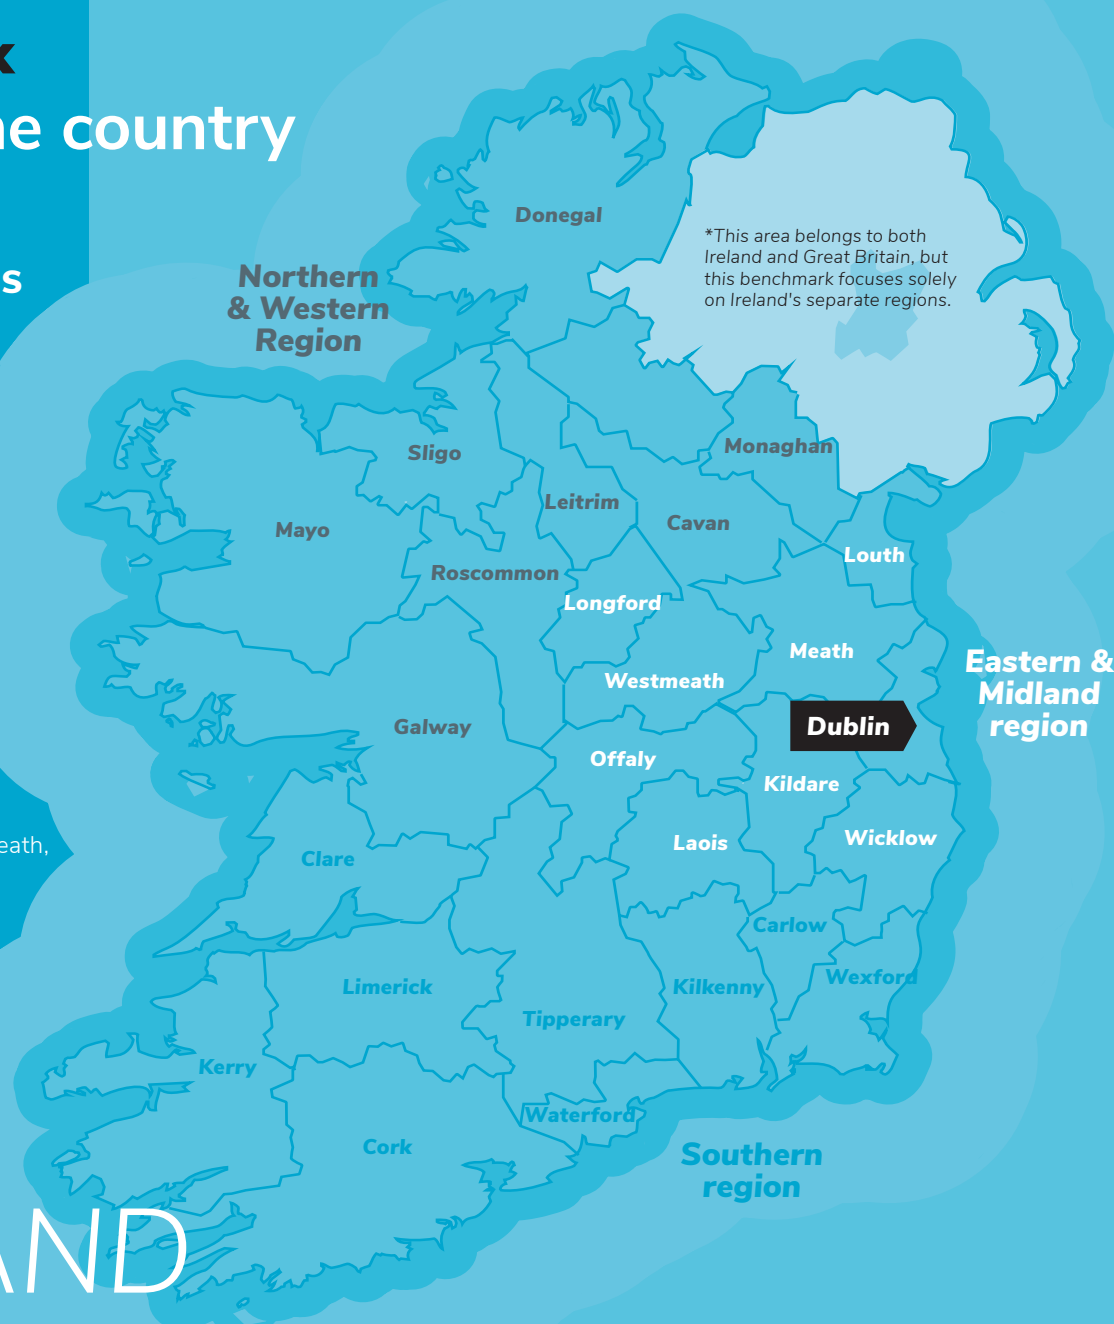 k
ne country
s
Donegal
*This area belongs to both
Ireland and Great Britain, but
this benchmark focuses solely
on Ireland's separate regions.
Northern
& Western
Region
Sligo
Monaghan
Leitrim
Cavan
Mayo
Louth
Roscommon
Longford
Meath
Eastern &
Midland
region
Westmeath
Galway
Dublin
Offaly
Kildare
Laois
Wicklow
eath,
Clare
Carlow
Limerick
Kilkenny
Wexford
Tipperary
Kerry
Waterford
Cork
Southern
region
AND